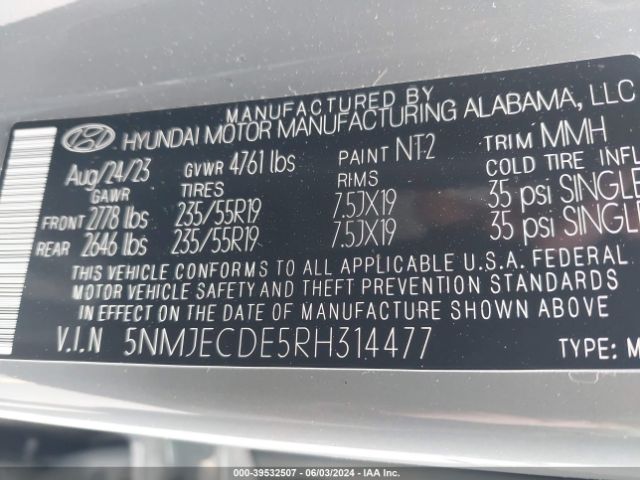 MANUFACTURED BY
HYUNDAI MOTOR MANUFACTURING ALABAMA, LLC
Aug/24/23 GVWR 4761 lbs PAINT NT2 TRIM MMH
GAWR TIRES RIMS COLD TIRE INFL
FRONT 2778 lbs 235/55R19 7.5JX19 35 psi SINGLE
REAR 2646 lbs 235/55R19 7.5JX19 35 psi SINGLE
THIS VEHICLE CONFORMS TO ALL APPLICABLE U.S.A. FEDERAL
MOTOR VEHICLE SAFETY AND THEFT PREVENTION STANDARDS
IN EFFECT ON THE DATE OF MANUFACTURE SHOWN ABOVE
V.I.N 5NMJECDE5RH314477 TYPE: M
000-39532507 - 06/03/2024 - IAA Inc.